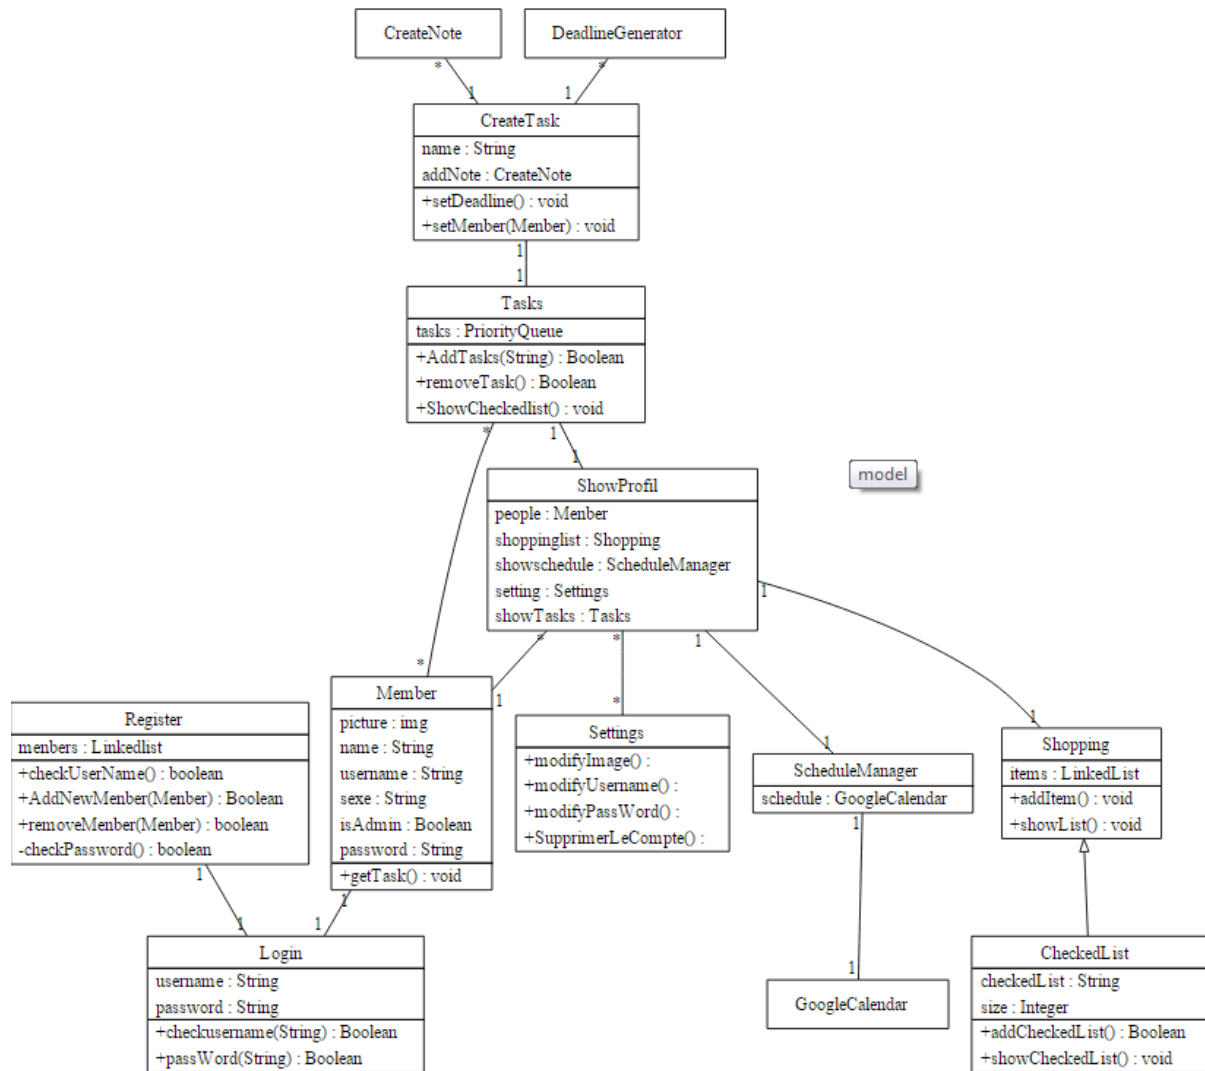 CreateNote
DeadlineGenerator
*
*
1
1
CreateTask
name : String
addNote : CreateNote
+setDeadline() : void
+setMenber(Menber) : void
1
1
Tasks
tasks : PriorityQueue
+AddTasks(String) : Boolean
+removeTask() : Boolean
+ShowCheckedlist() : void
*
1
1
ShowProfil
people : Menber
shoppinglist : Shopping
showschedule : ScheduleManager
setting : Settings
showTasks : Tasks
model
1
*
*
1
*
1
*
1
1
Member
picture : img
name : String
username : String
sexe : String
isAdmin : Boolean
password : String
+getTask() : void
Register
menbers : Linkedlist
+checkUserName() : boolean
+AddNewMenber(Menber) : Boolean
+removeMenber(Menber) : boolean
-checkPassword() : boolean
Settings
+modifyImage() :
+modifyUsername() :
+modifyPassWord() :
+SupprimerLeCompte() :
ScheduleManager
schedule : GoogleCalendar
Shopping
items : LinkedList
+addItem() : void
+showList() : void
1
1
1
1
1
1
Login
username : String
password : String
+checkusername(String) : Boolean
+passWord(String) : Boolean
GoogleCalendar
CheckedList
checkedList : String
size : Integer
+addCheckedList() : Boolean
+showCheckedList() : void